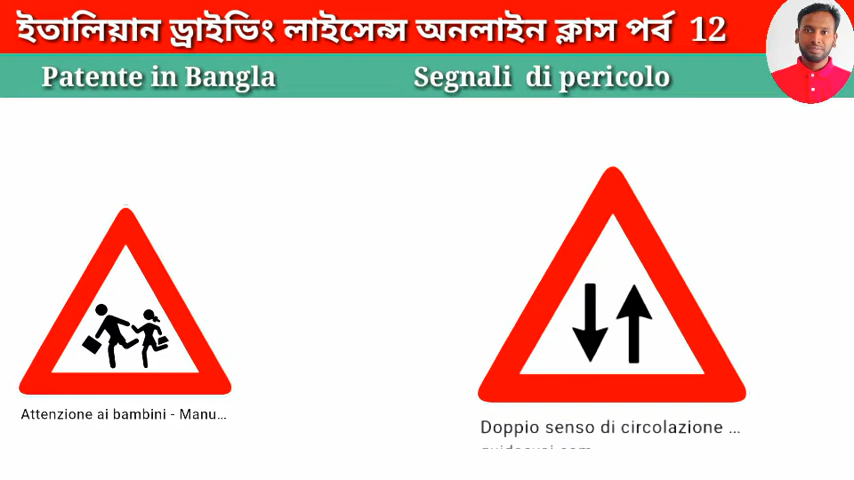 ইতালিয়ান ড্রাইভিং লাইসেন্স অনলাইন ক্লাস পর্ব 12
Patente in Bangla
Segnali di pericolo
Attenzione ai bambini - Manu...
Doppio senso di circolazione ...